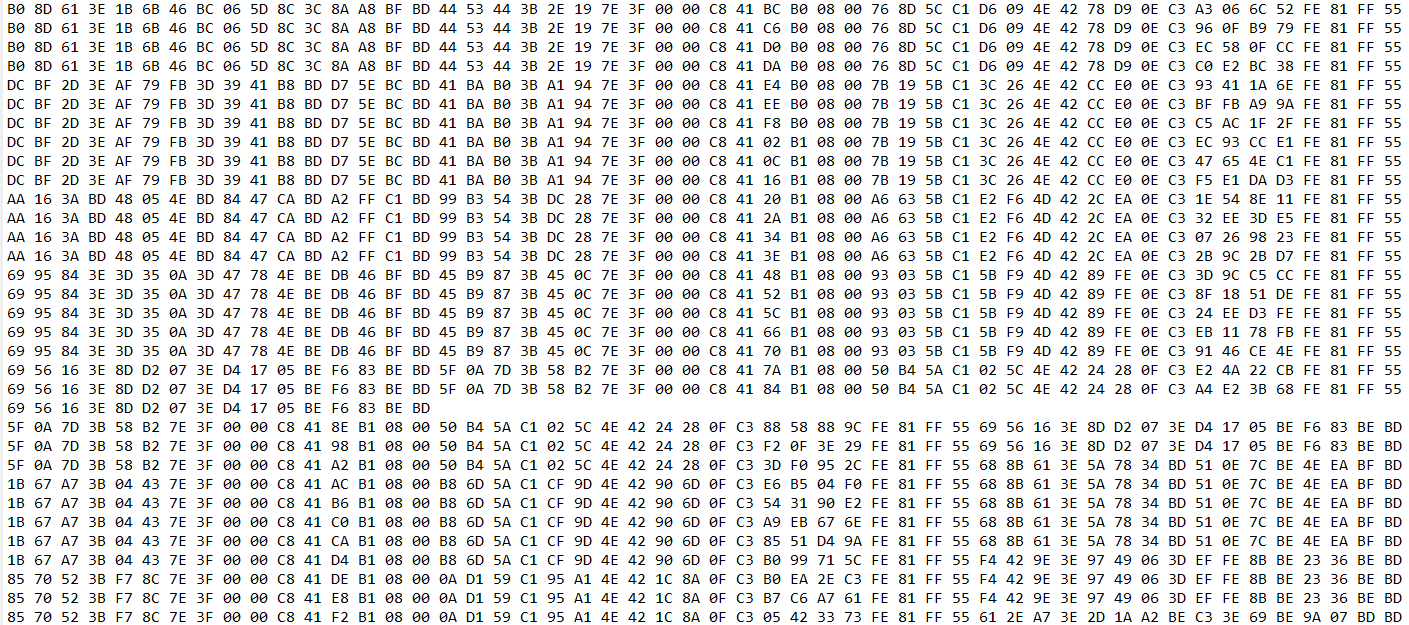 B0 8D 61 3E 1B 6B 46 BC 06 5D 8C 3C 8A A8 BF BD 44 53 44 3B 2E 19 7E 3F 00 00 C8 41 BC B0 08 00 76 8D 5C C1 D6 09 4E 42 78 D9 0E C3 A3 06 6C 52 FE 81 FF 55
B0 8D 61 3E 1B 6B 46 BC 06 5D 8C 3C 8A A8 BF BD 44 53 44 3B 2E 19 7E 3F 00 00 C8 41 C6 B0 08 00 76 8D 5C C1 D6 09 4E 42 78 D9 0E C3 96 0F B9 79 FE 81 FF 55
B0 8D 61 3E 1B 6B 46 BC 06 5D 8C 3C 8A A8 BF BD 44 53 44 3B 2E 19 7E 3F 00 00 C8 41 D0 B0 08 00 76 8D 5C C1 D6 09 4E 42 78 D9 0E C3 EC 58 0F CC FE 81 FF 55
B0 8D 61 3E 1B 6B 46 BC 06 5D 8C 3C 8A A8 BF BD 44 53 44 3B 2E 19 7E 3F 00 00 C8 41 DA B0 08 00 76 8D 5C C1 D6 09 4E 42 78 D9 0E C3 C0 E2 BC 38 FE 81 FF 55
DC BF 2D 3E AF 79 FB 3D 39 41 B8 BD D7 5E BC BD 41 BA B0 3B A1 94 7E 3F 00 00 C8 41 E4 B0 08 00 7B 19 5B C1 3C 26 4E 42 CC E0 0E C3 93 41 1A 6E FE 81 FF 55
DC BF 2D 3E AF 79 FB 3D 39 41 B8 BD D7 5E BC BD 41 BA B0 3B A1 94 7E 3F 00 00 C8 41 EE B0 08 00 7B 19 5B C1 3C 26 4E 42 CC E0 0E C3 BF FB A9 9A FE 81 FF 55
DC BF 2D 3E AF 79 FB 3D 39 41 B8 BD D7 5E BC BD 41 BA B0 3B A1 94 7E 3F 00 00 C8 41 F8 B0 08 00 7B 19 5B C1 3C 26 4E 42 CC E0 0E C3 C5 AC 1F 2F FE 81 FF 55
DC BF 2D 3E AF 79 FB 3D 39 41 B8 BD D7 5E BC BD 41 BA B0 3B A1 94 7E 3F 00 00 C8 41 02 B1 08 00 7B 19 5B C1 3C 26 4E 42 CC E0 0E C3 EC 93 CC E1 FE 81 FF 55
DC BF 2D 3E AF 79 FB 3D 39 41 B8 BD D7 5E BC BD 41 BA B0 3B A1 94 7E 3F 00 00 C8 41 0C B1 08 00 7B 19 5B C1 3C 26 4E 42 CC E0 0E C3 47 65 4E C1 FE 81 FF 55
DC BF 2D 3E AF 79 FB 3D 39 41 B8 BD D7 5E BC BD 41 BA B0 3B A1 94 7E 3F 00 00 C8 41 16 B1 08 00 7B 19 5B C1 3C 26 4E 42 CC E0 0E C3 F5 E1 DA D3 FE 81 FF 55
AA 16 3A BD 48 05 4E BD 84 47 CA BD A2 FF C1 BD 99 B3 54 3B DC 28 7E 3F 00 00 C8 41 20 B1 08 00 A6 63 5B C1 E2 F6 4D 42 2C EA 0E C3 1E 54 8E 11 FE 81 FF 55
AA 16 3A BD 48 05 4E BD 84 47 CA BD A2 FF C1 BD 99 B3 54 3B DC 28 7E 3F 00 00 C8 41 2A B1 08 00 A6 63 5B C1 E2 F6 4D 42 2C EA 0E C3 32 EE 3D E5 FE 81 FF 55
AA 16 3A BD 48 05 4E BD 84 47 CA BD A2 FF C1 BD 99 B3 54 3B DC 28 7E 3F 00 00 C8 41 34 B1 08 00 A6 63 5B C1 E2 F6 4D 42 2C EA 0E C3 07 26 98 23 FE 81 FF 55
AA 16 3A BD 48 05 4E BD 84 47 CA BD A2 FF C1 BD 99 B3 54 3B DC 28 7E 3F 00 00 C8 41 3E B1 08 00 A6 63 5B C1 E2 F6 4D 42 2C EA 0E C3 2B 9C 2B D7 FE 81 FF 55
69 95 84 3E 3D 35 0A 3D 47 78 4E BE DB 46 BF BD 45 B9 87 3B 45 0C 7E 3F 00 00 C8 41 48 B1 08 00 93 03 5B C1 5B F9 4D 42 89 FE 0E C3 3D 9C C5 CC FE 81 FF 55
69 95 84 3E 3D 35 0A 3D 47 78 4E BE DB 46 BF BD 45 B9 87 3B 45 0C 7E 3F 00 00 C8 41 52 B1 08 00 93 03 5B C1 5B F9 4D 42 89 FE 0E C3 8F 18 51 DE FE 81 FF 55
69 95 84 3E 3D 35 0A 3D 47 78 4E BE DB 46 BF BD 45 B9 87 3B 45 0C 7E 3F 00 00 C8 41 5C B1 08 00 93 03 5B C1 5B F9 4D 42 89 FE 0E C3 24 EE D3 FE FE 81 FF 55
69 95 84 3E 3D 35 0A 3D 47 78 4E BE DB 46 BF BD 45 B9 87 3B 45 0C 7E 3F 00 00 C8 41 66 B1 08 00 93 03 5B C1 5B F9 4D 42 89 FE 0E C3 EB 11 78 FB FE 81 FF 55
69 95 84 3E 3D 35 0A 3D 47 78 4E BE DB 46 BF BD 45 B9 87 3B 45 0C 7E 3F 00 00 C8 41 70 B1 08 00 93 03 5B C1 5B F9 4D 42 89 FE 0E C3 91 46 CE 4E FE 81 FF 55
69 56 16 3E 8D D2 07 3E D4 17 05 BE F6 83 BE BD 5F 0A 7D 3B 58 B2 7E 3F 00 00 C8 41 7A B1 08 00 50 B4 5A C1 02 5C 4E 42 24 28 0F C3 E2 4A 22 CB FE 81 FF 55
69 56 16 3E 8D D2 07 3E D4 17 05 BE F6 83 BE BD 5F 0A 7D 3B 58 B2 7E 3F 00 00 C8 41 84 B1 08 00 50 B4 5A C1 02 5C 4E 42 24 28 0F C3 A4 E2 3B 68 FE 81 FF 55
69 56 16 3E 8D D2 07 3E D4 17 05 BE F6 83 BE BD
5F 0A 7D 3B 58 B2 7E 3F 00 00 C8 41 8E B1 08 00 50 B4 5A C1 02 5C 4E 42 24 28 0F C3 88 58 88 9C FE 81 FF 55 69 56 16 3E 8D D2 07 3E D4 17 05 BE F6 83 BE BD
5F 0A 7D 3B 58 B2 7E 3F 00 00 C8 41 98 B1 08 00 50 B4 5A C1 02 5C 4E 42 24 28 0F C3 F2 0F 3E 29 FE 81 FF 55 69 56 16 3E 8D D2 07 3E D4 17 05 BE F6 83 BE BD
5F 0A 7D 3B 58 B2 7E 3F 00 00 C8 41 A2 B1 08 00 50 B4 5A C1 02 5C 4E 42 24 28 0F C3 3D F0 95 2C FE 81 FF 55 68 8B 61 3E 5A 78 34 BD 51 0E 7C BE 4E EA BF BD
1B 67 A7 3B 04 43 7E 3F 00 00 C8 41 AC B1 08 00 B8 6D 5A C1 CF 9D 4E 42 90 6D 0F C3 E6 B5 04 F0 FE 81 FF 55 68 8B 61 3E 5A 78 34 BD 51 0E 7C BE 4E EA BF BD
1B 67 A7 3B 04 43 7E 3F 00 00 C8 41 B6 B1 08 00 B8 6D 5A C1 CF 9D 4E 42 90 6D 0F C3 54 31 90 E2 FE 81 FF 55 68 8B 61 3E 5A 78 34 BD 51 0E 7C BE 4E EA BF BD
1B 67 A7 3B 04 43 7E 3F 00 00 C8 41 C0 B1 08 00 B8 6D 5A C1 CF 9D 4E 42 90 6D 0F C3 A9 EB 67 6E FE 81 FF 55 68 8B 61 3E 5A 78 34 BD 51 0E 7C BE 4E EA BF BD
1B 67 A7 3B 04 43 7E 3F 00 00 C8 41 CA B1 08 00 B8 6D 5A C1 CF 9D 4E 42 90 6D 0F C3 85 51 D4 9A FE 81 FF 55 68 8B 61 3E 5A 78 34 BD 51 0E 7C BE 4E EA BF BD
1B 67 A7 3B 04 43 7E 3F 00 00 C8 41 D4 B1 08 00 B8 6D 5A C1 CF 9D 4E 42 90 6D 0F C3 B0 99 71 5C FE 81 FF 55 F4 42 9E 3E 97 49 06 3D EF FE 8B BE 23 36 BE BD
85 70 52 3B F7 8C 7E 3F 00 00 C8 41 DE B1 08 00 0A D1 59 C1 95 A1 4E 42 1C 8A 0F C3 B0 EA 2E C3 FE 81 FF 55 F4 42 9E 3E 97 49 06 3D EF FE 8B BE 23 36 BE BD
85 70 52 3B F7 8C 7E 3F 00 00 C8 41 E8 B1 08 00 0A D1 59 C1 95 A1 4E 42 1C 8A 0F C3 B7 C6 A7 61 FE 81 FF 55 F4 42 9E 3E 97 49 06 3D EF FE 8B BE 23 36 BE BD
85 70 52 3B F7 8C 7E 3F 00 00 C8 41 F2 B1 08 00 0A D1 59 C1 95 A1 4E 42 1C 8A 0F C3 05 42 33 73 FE 81 FF 55 61 2E A7 3E 2D 1A A2 BE C3 3E 69 BE 9A 07 BD BD